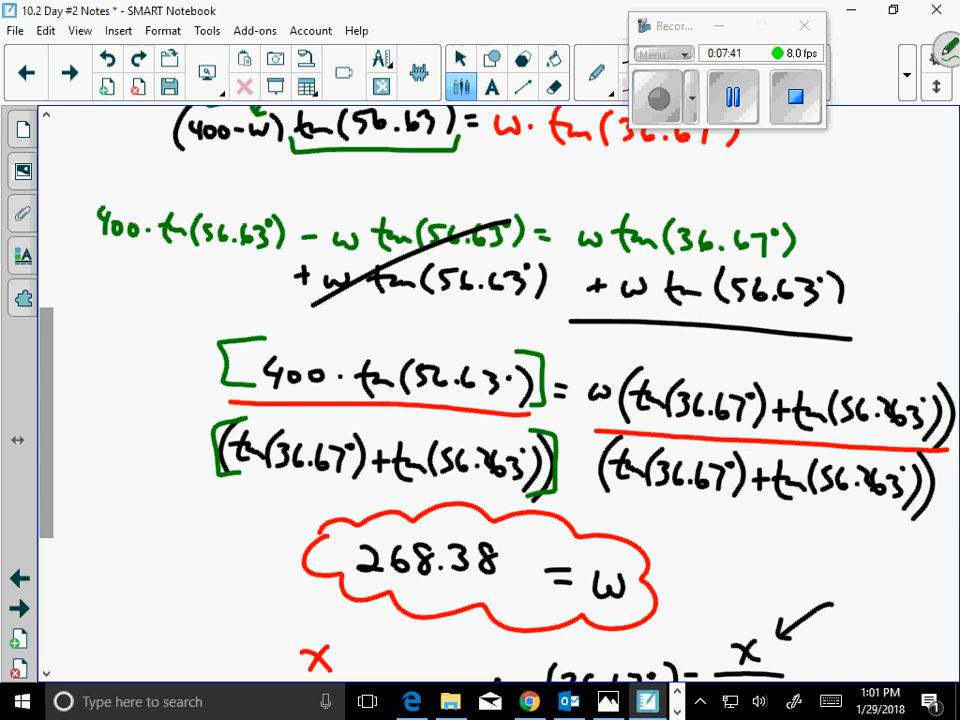 10.2 Day #2 Notes * - SMART Notebook
File Edit View Insert Format Tools Add-ons Account Help
Recor...
Menu
0:07:41
8.0 fps
(400-w) tan(56.63) = w. tan(36.67°)
400·tan(56.63°) - w tan(56.63°) = w tan(36.67°)
+ w tan(56.63°) + w tan(56.63°)
400 · tan(56.63°) = w(tan(36.67°)+tan(56.63°))
(tan(36.67°)+tan(56.63°)) (tan(36.67°)+tan(56.63°))
268.38 = w
x
x
Type here to search
1:01 PM
1/29/2018
1